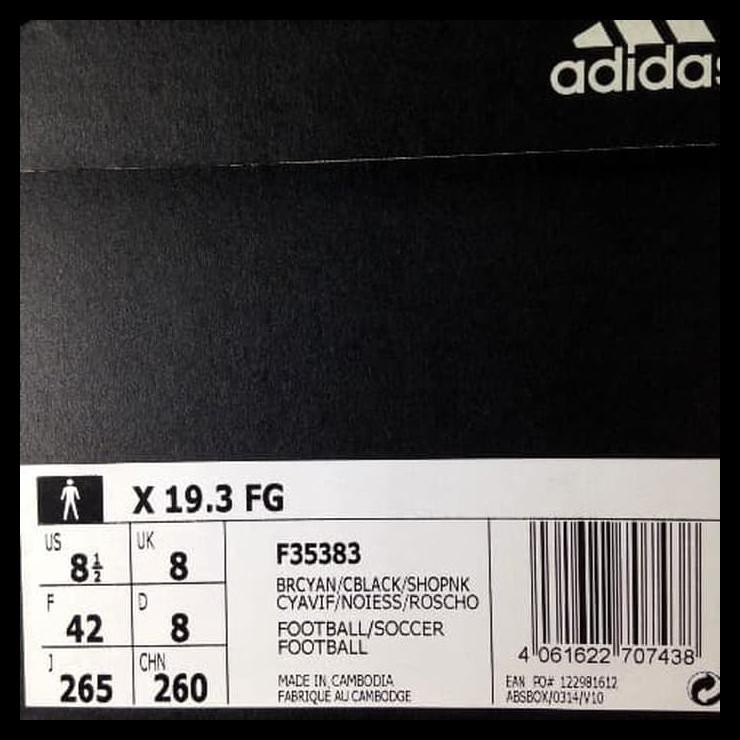 adidas
X 19.3 FG
US 8½ UK 8
F 42 D 8
J 265 CHN 260
F35383
BRCYAN/CBLACK/SHOPNK
CYAVIF/NOIESS/ROSCHO
FOOTBALL/SOCCER
FOOTBALL
MADE IN CAMBODIA
FABRIQUÉ AU CAMBODGE
4 061622 707438
EAN PO# 122981612
ABSBOX/0314/V10